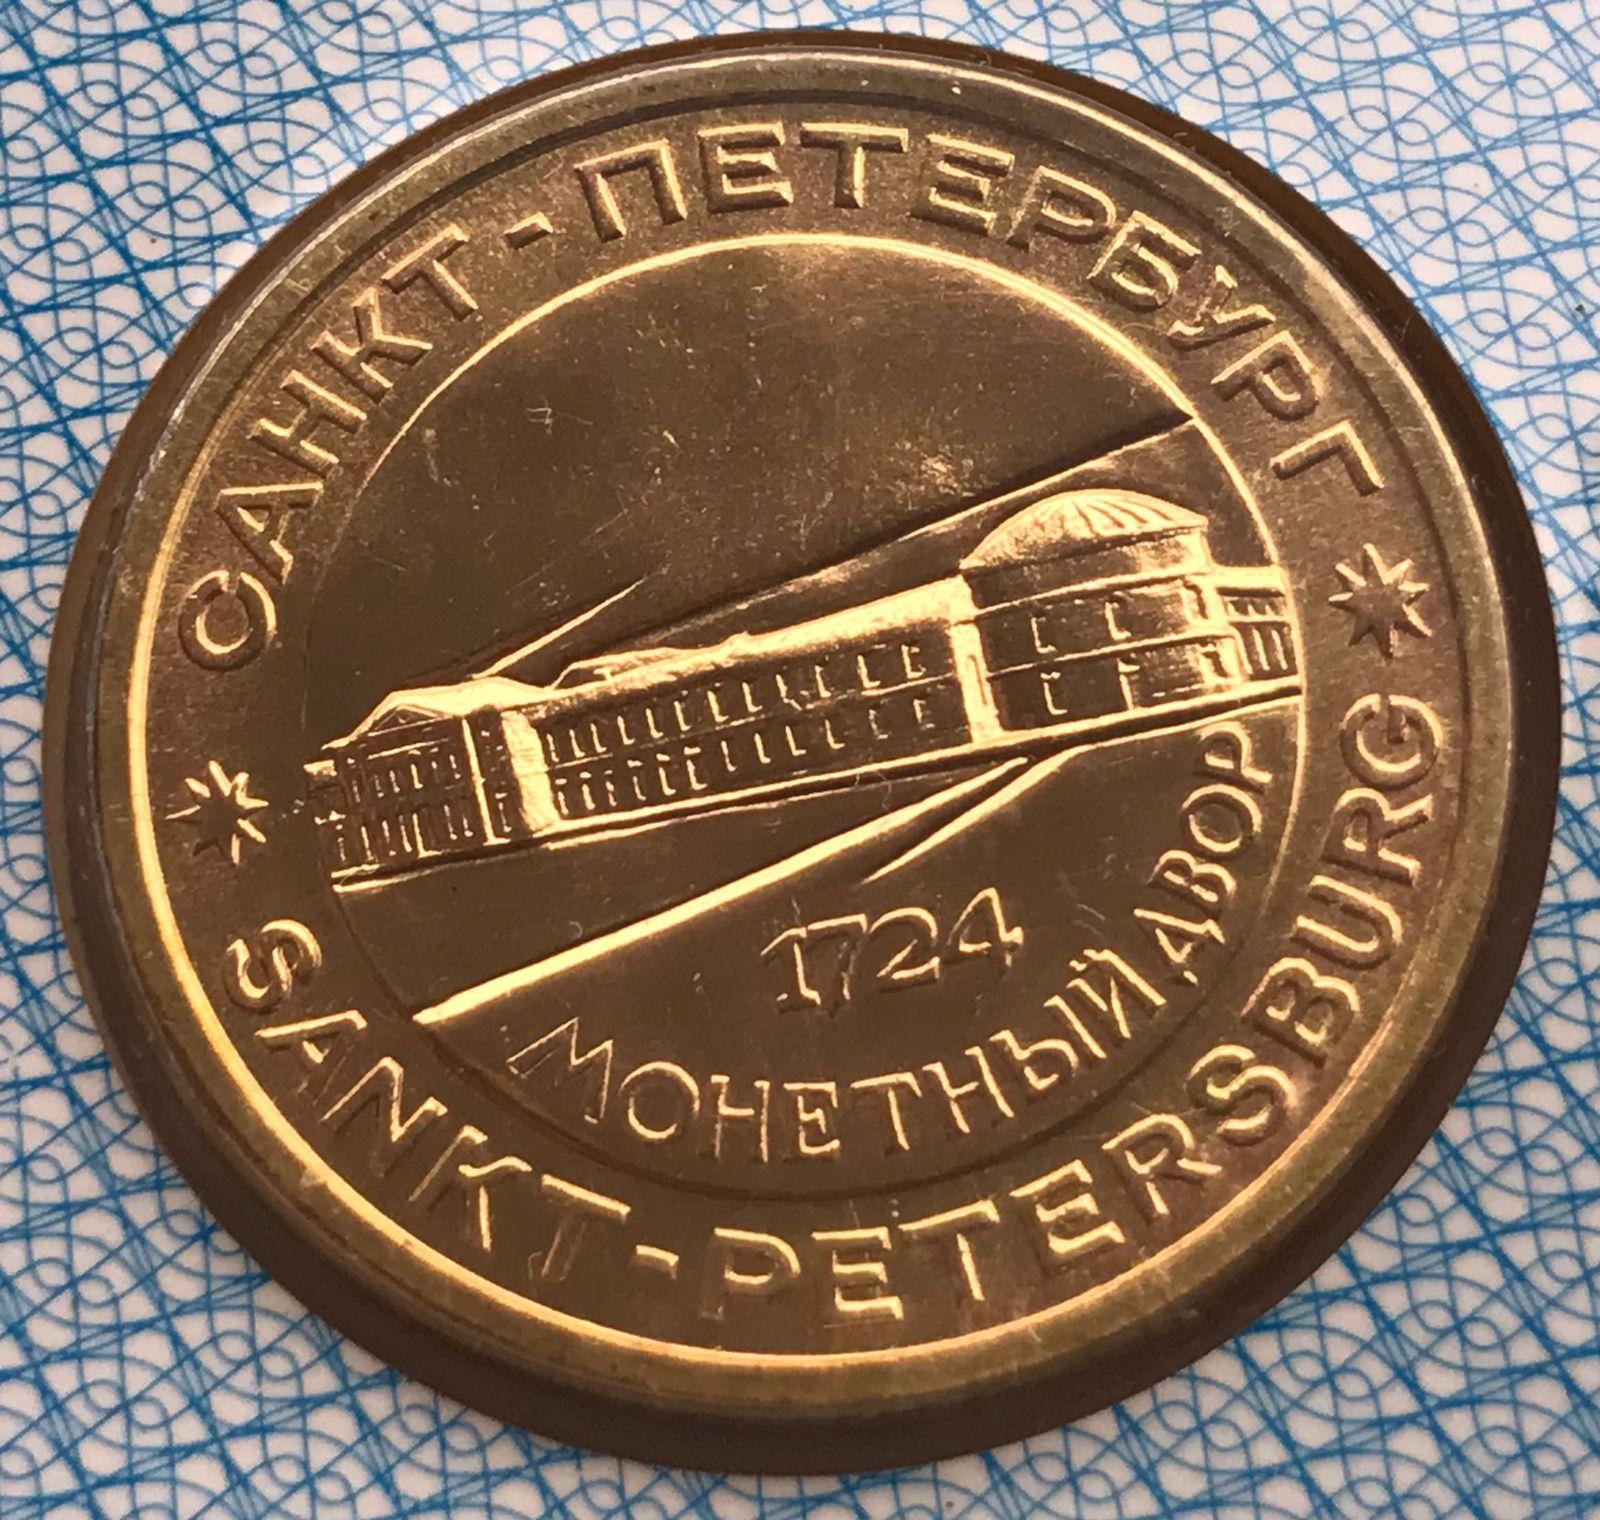 САНКТ-ПЕТЕРБУРГ
1724
МОНЕТНЫЙ ДВОР
SANKT-PETERSBURG